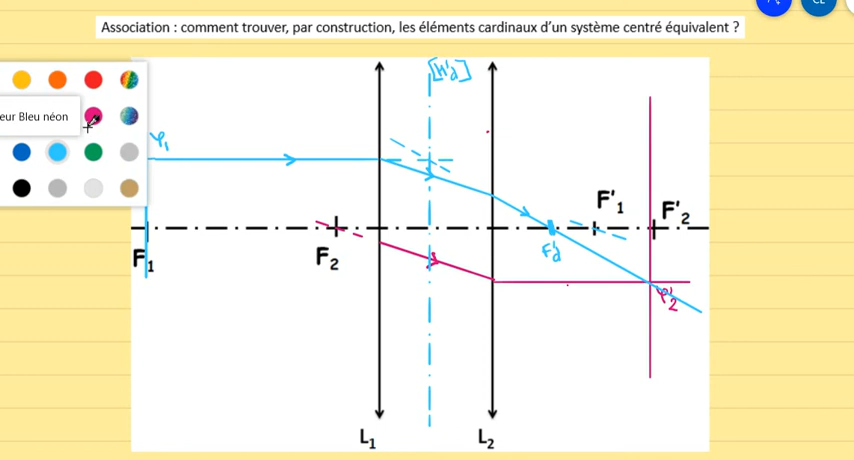 CL
Association : comment trouver, par construction, les éléments cardinaux d'un système centré équivalent ?
[H'd]
eur Bleu néon
φ₁
F'₁
F'₂
F₁
F₂
F'd
φ'₂
L₁
L₂